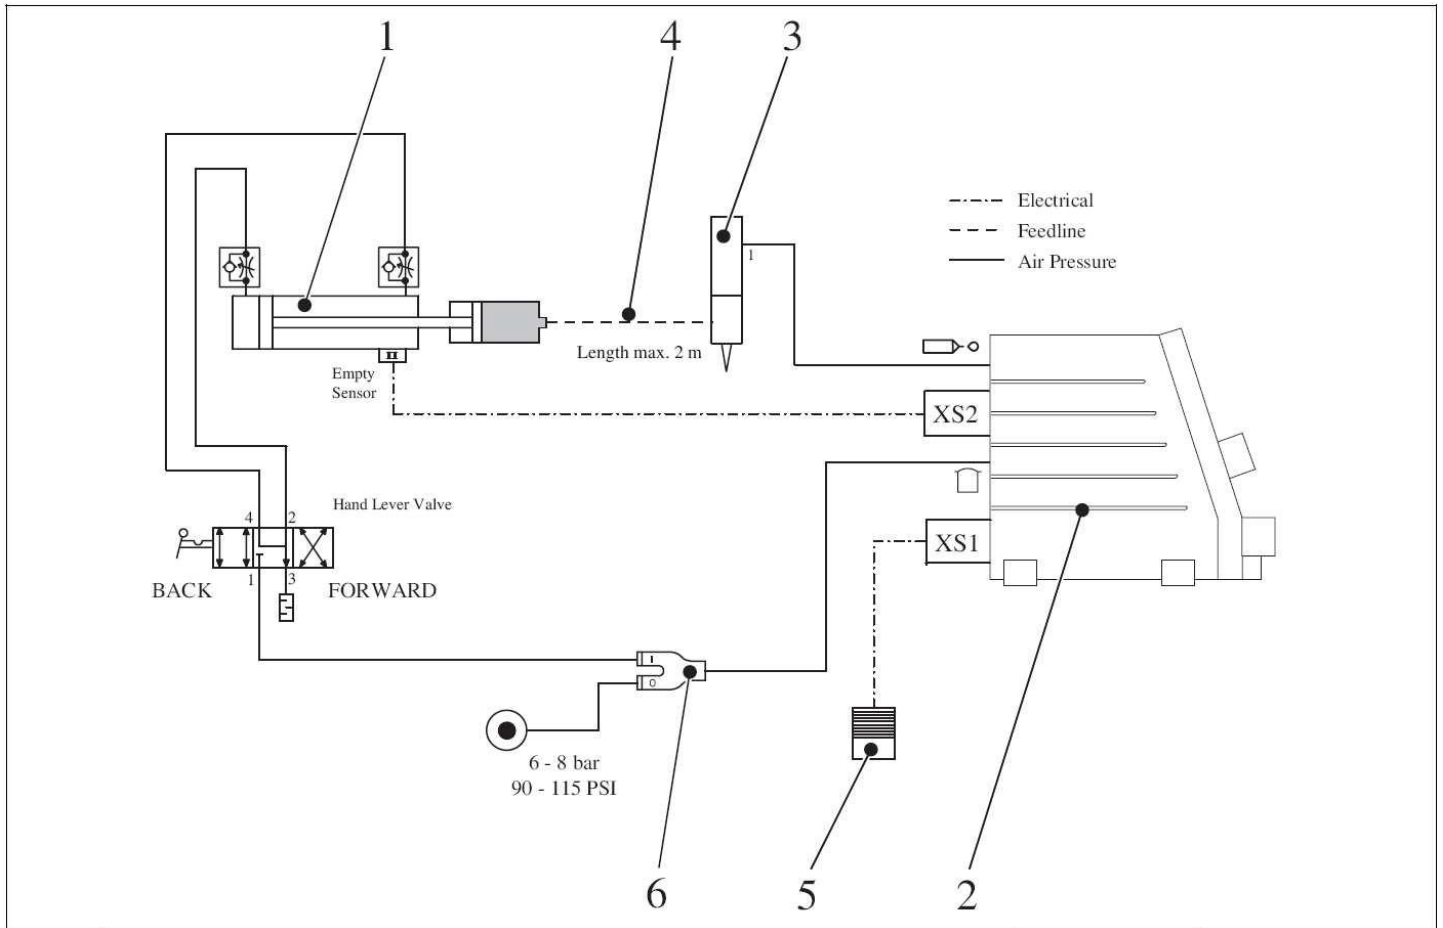 1 4 3
Electrical
Feedline
Air Pressure
1
Length max. 2 m
Empty
Sensor
XS2
Hand Lever Valve
4 2
1 3
BACK FORWARD
XS1
I
O
6 - 8 bar
90 - 115 PSI
6 5 2